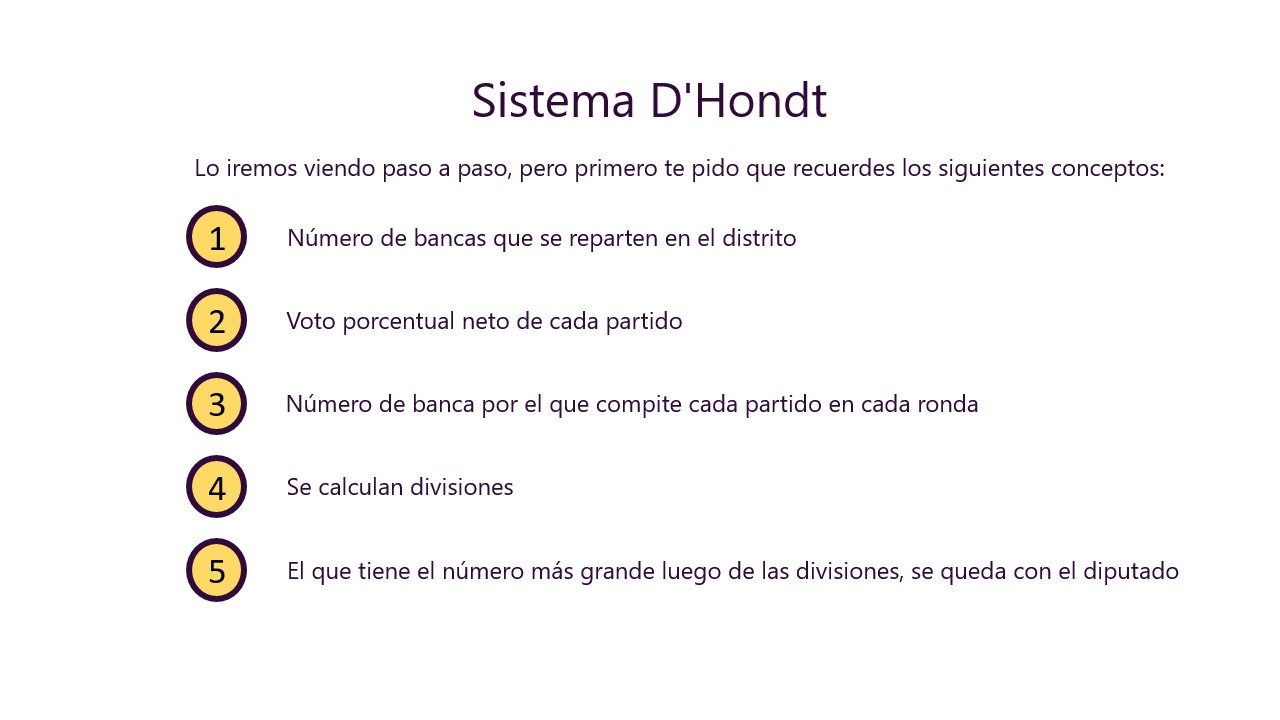 Sistema D'Hondt
Lo iremos viendo paso a paso, pero primero te pido que recuerdes los siguientes conceptos:
1 Número de bancas que se reparten en el distrito
2 Voto porcentual neto de cada partido
3 Número de banca por el que compite cada partido en cada ronda
4 Se calculan divisiones
5 El que tiene el número más grande luego de las divisiones, se queda con el diputado